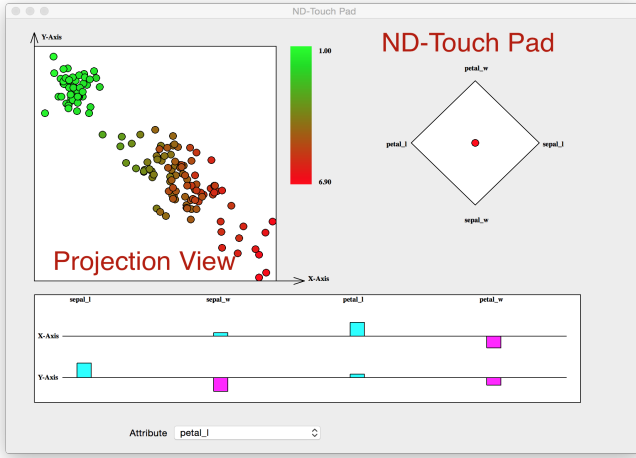 ND-Touch Pad
Y-Axis
1.00
6.90
X-Axis
Projection View
ND-Touch Pad
petal_w
petal_l
sepal_l
sepal_w
sepal_l sepal_w petal_l petal_w
X-Axis
Y-Axis
Attribute petal_l